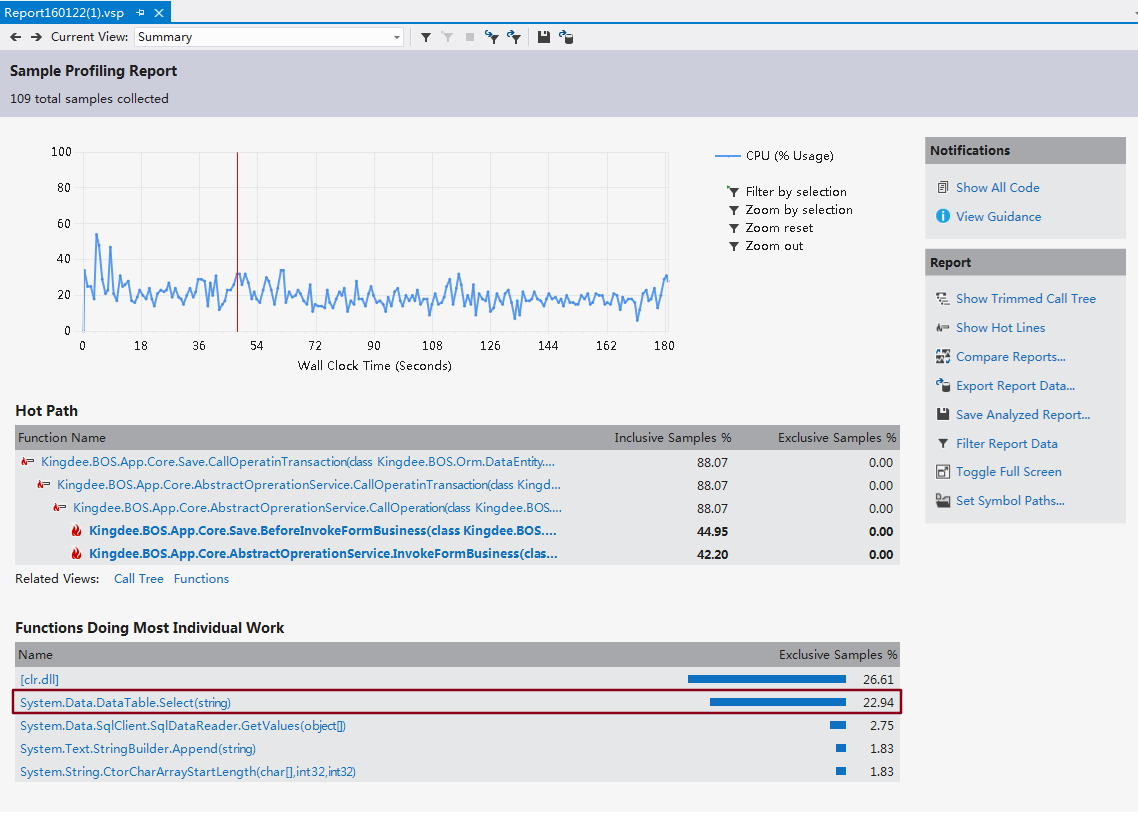 Report160122(1).vsp
Current View: Summary
Sample Profiling Report
109 total samples collected
100
80
60
40
20
0
0 18 36 54 72 90 108 126 144 162 180
Wall Clock Time (Seconds)
CPU (% Usage)
Filter by selection
Zoom by selection
Zoom reset
Zoom out
Notifications
Show All Code
View Guidance
Report
Show Trimmed Call Tree
Show Hot Lines
Compare Reports...
Export Report Data...
Save Analyzed Report...
Filter Report Data
Toggle Full Screen
Set Symbol Paths...
Hot Path
Function Name Inclusive Samples % Exclusive Samples %
Kingdee.BOS.App.Core.Save.CallOperatinTransaction(class Kingdee.BOS.Orm.DataEntity.... 88.07 0.00
Kingdee.BOS.App.Core.AbstractOprerationService.CallOperatinTransaction(class Kingd... 88.07 0.00
Kingdee.BOS.App.Core.AbstractOprerationService.CallOperation(class Kingdee.BOS.... 88.07 0.00
Kingdee.BOS.App.Core.Save.BeforeInvokeFormBusiness(class Kingdee.BOS.... 44.95 0.00
Kingdee.BOS.App.Core.AbstractOprerationService.InvokeFormBusiness(clas... 42.20 0.00
Related Views: Call Tree Functions
Functions Doing Most Individual Work
Name Exclusive Samples %
[clr.dll] 26.61
System.Data.DataTable.Select(string) 22.94
System.Data.SqlClient.SqlDataReader.GetValues(object[]) 2.75
System.Text.StringBuilder.Append(string) 1.83
System.String.CtorCharArrayStartLength(char[],int32,int32) 1.83